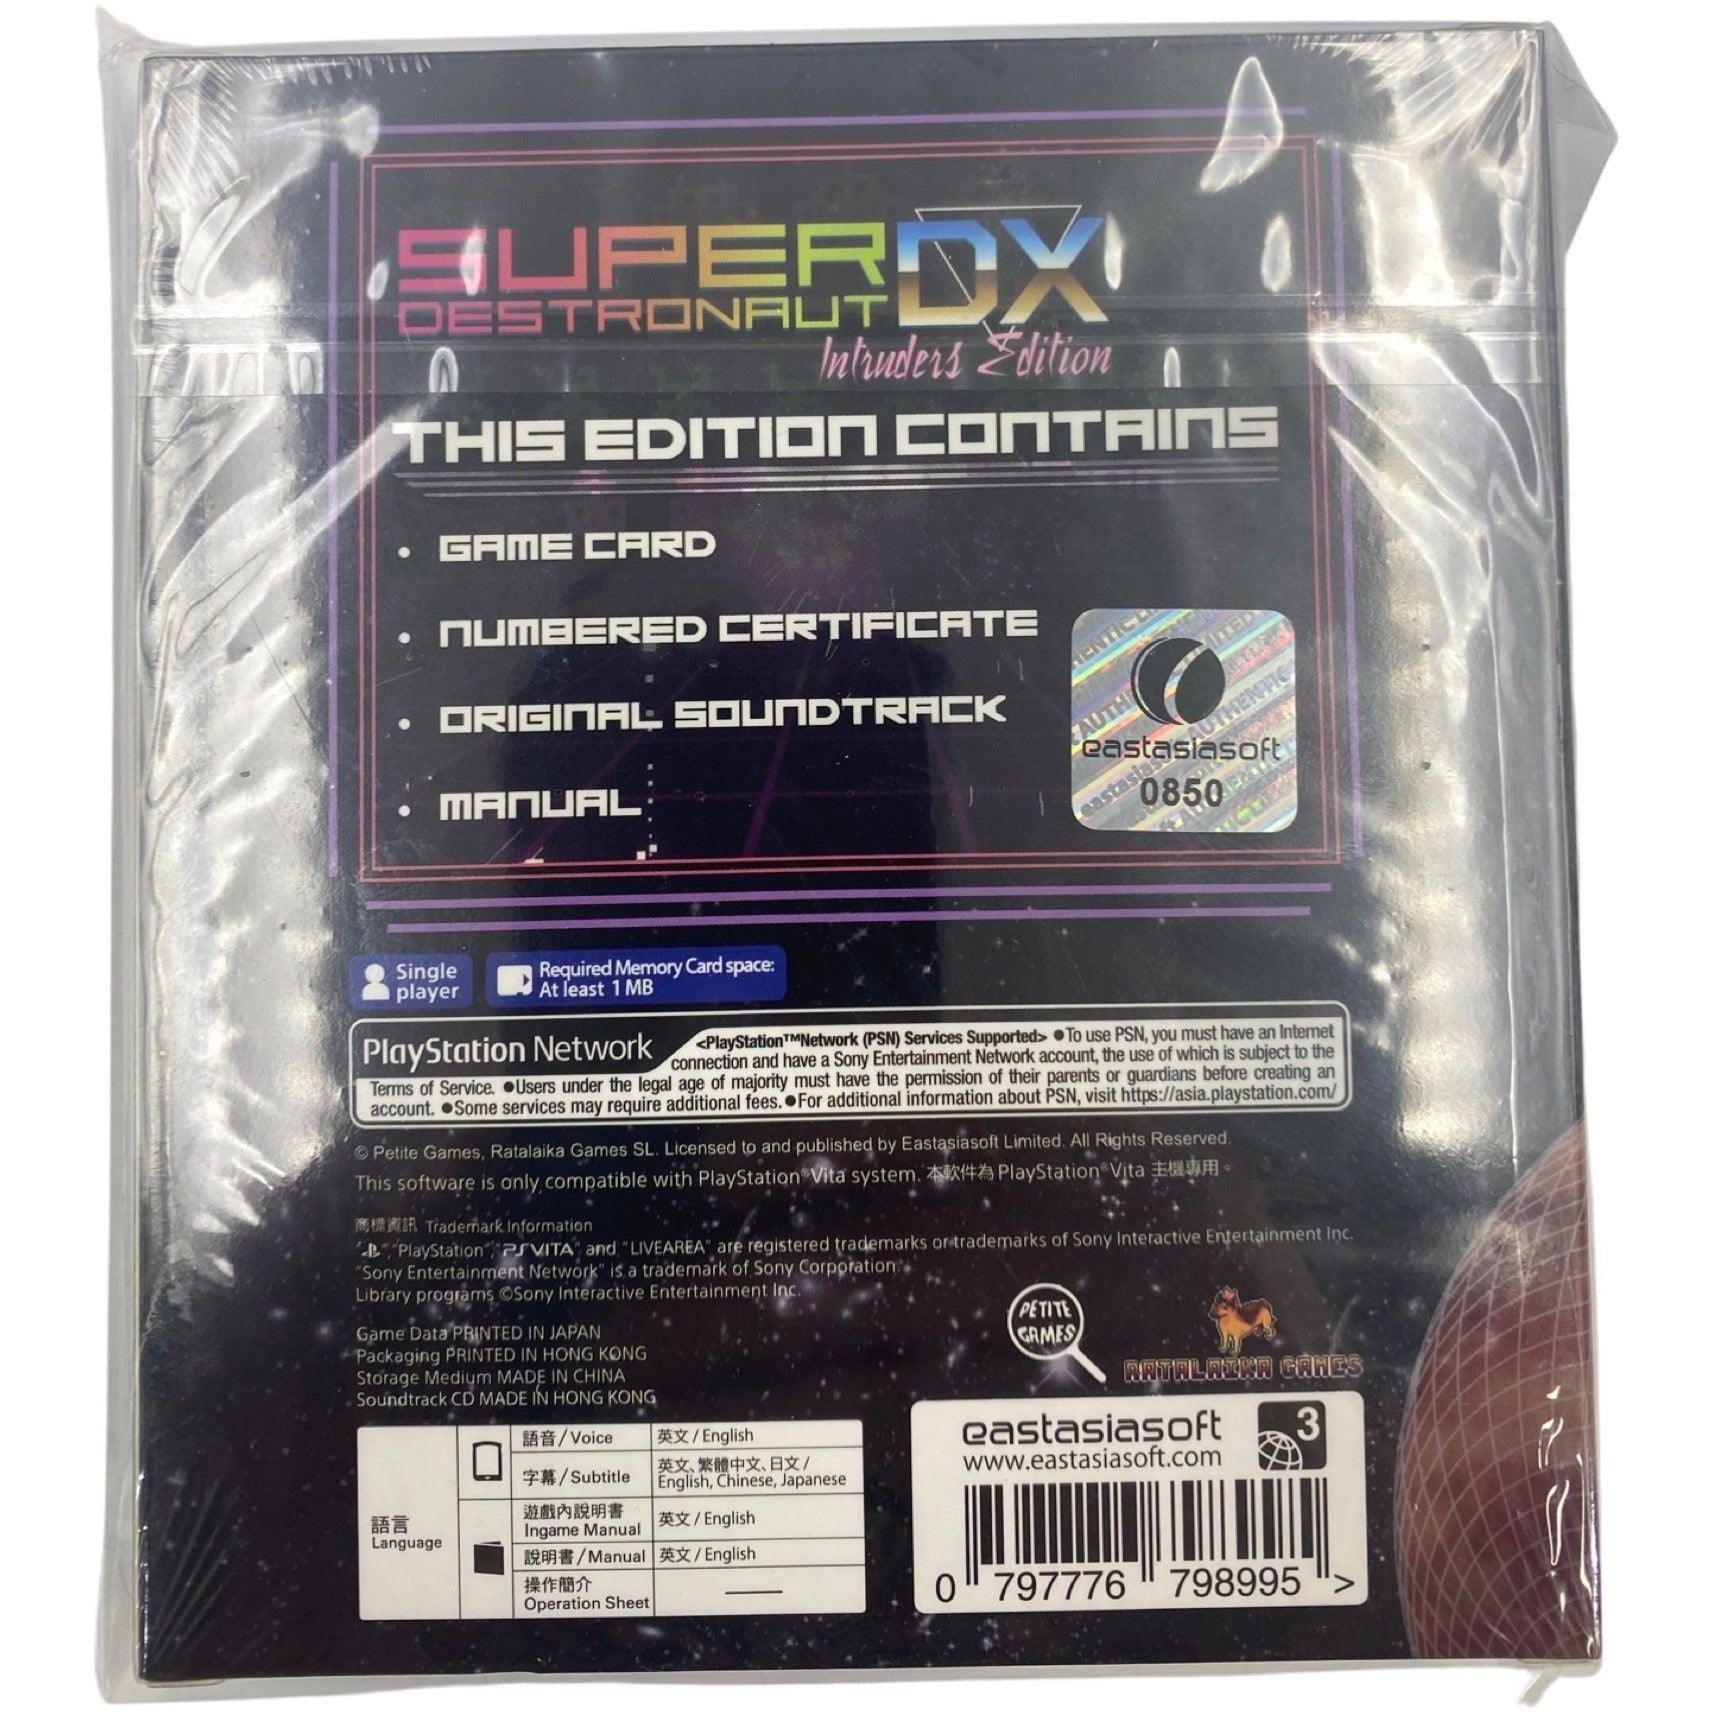 SUPER DX
DESTRONAUT
Intruders Edition
THIS EDITION CONTAINS
• GAME CARD
• NUMBERED CERTIFICATE
• ORIGINAL SOUNDTRACK
• MANUAL
eastasiasoft
0850
Single
player
Required Memory Card space:
At least 1 MB
PlayStation Network
<PlayStation™Network (PSN) Services Supported> ●To use PSN, you must have an Internet
connection and have a Sony Entertainment Network account, the use of which is subject to the
Terms of Service. ●Users under the legal age of majority must have the permission of their parents or guardians before creating an
account. ●Some services may require additional fees. ●For additional information about PSN, visit https://asia.playstation.com/
© Petite Games, Ratalaika Games SL. Licensed to and published by Eastasiasoft Limited. All Rights Reserved.
This software is only compatible with PlayStation®Vita system. 本軟件為 PlayStation®Vita 主機專用。
商標資訊 Trademark Information
"PlayStation", "PSVITA" and "LIVEAREA" are registered trademarks or trademarks of Sony Interactive Entertainment Inc.
"Sony Entertainment Network" is a trademark of Sony Corporation.
Library programs ©Sony Interactive Entertainment Inc.
Game Data PRINTED IN JAPAN
Packaging PRINTED IN HONG KONG
Storage Medium MADE IN CHINA
Soundtrack CD MADE IN HONG KONG
PETITE
GAMES
RATALAIKA GAMES
語言
Language
語音/Voice 英文/English
字幕/Subtitle 英文、繁體中文、日文/
English, Chinese, Japanese
遊戲內說明書
Ingame Manual 英文/English
說明書/Manual 英文/English
操作簡介
Operation Sheet ——
eastasiasoft 3
www.eastasiasoft.com
0 797776 798995 >